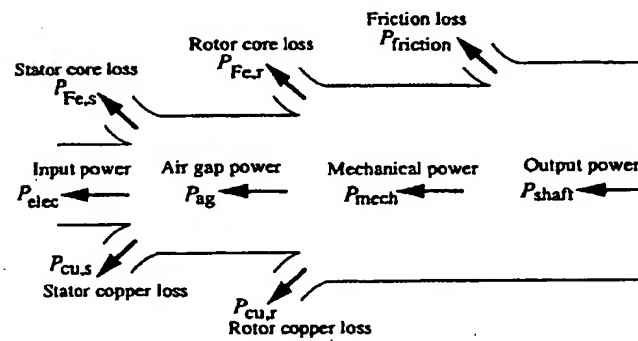 Friction loss
P_friction
Rotor core loss
P_Fe,r
Stator core loss
P_Fe,s
Input power
P_elec
Air gap power
P_ag
Mechanical power
P_mech
Output power
P_shaft
P_cu,s
Stator copper loss
P_cu,r
Rotor copper loss